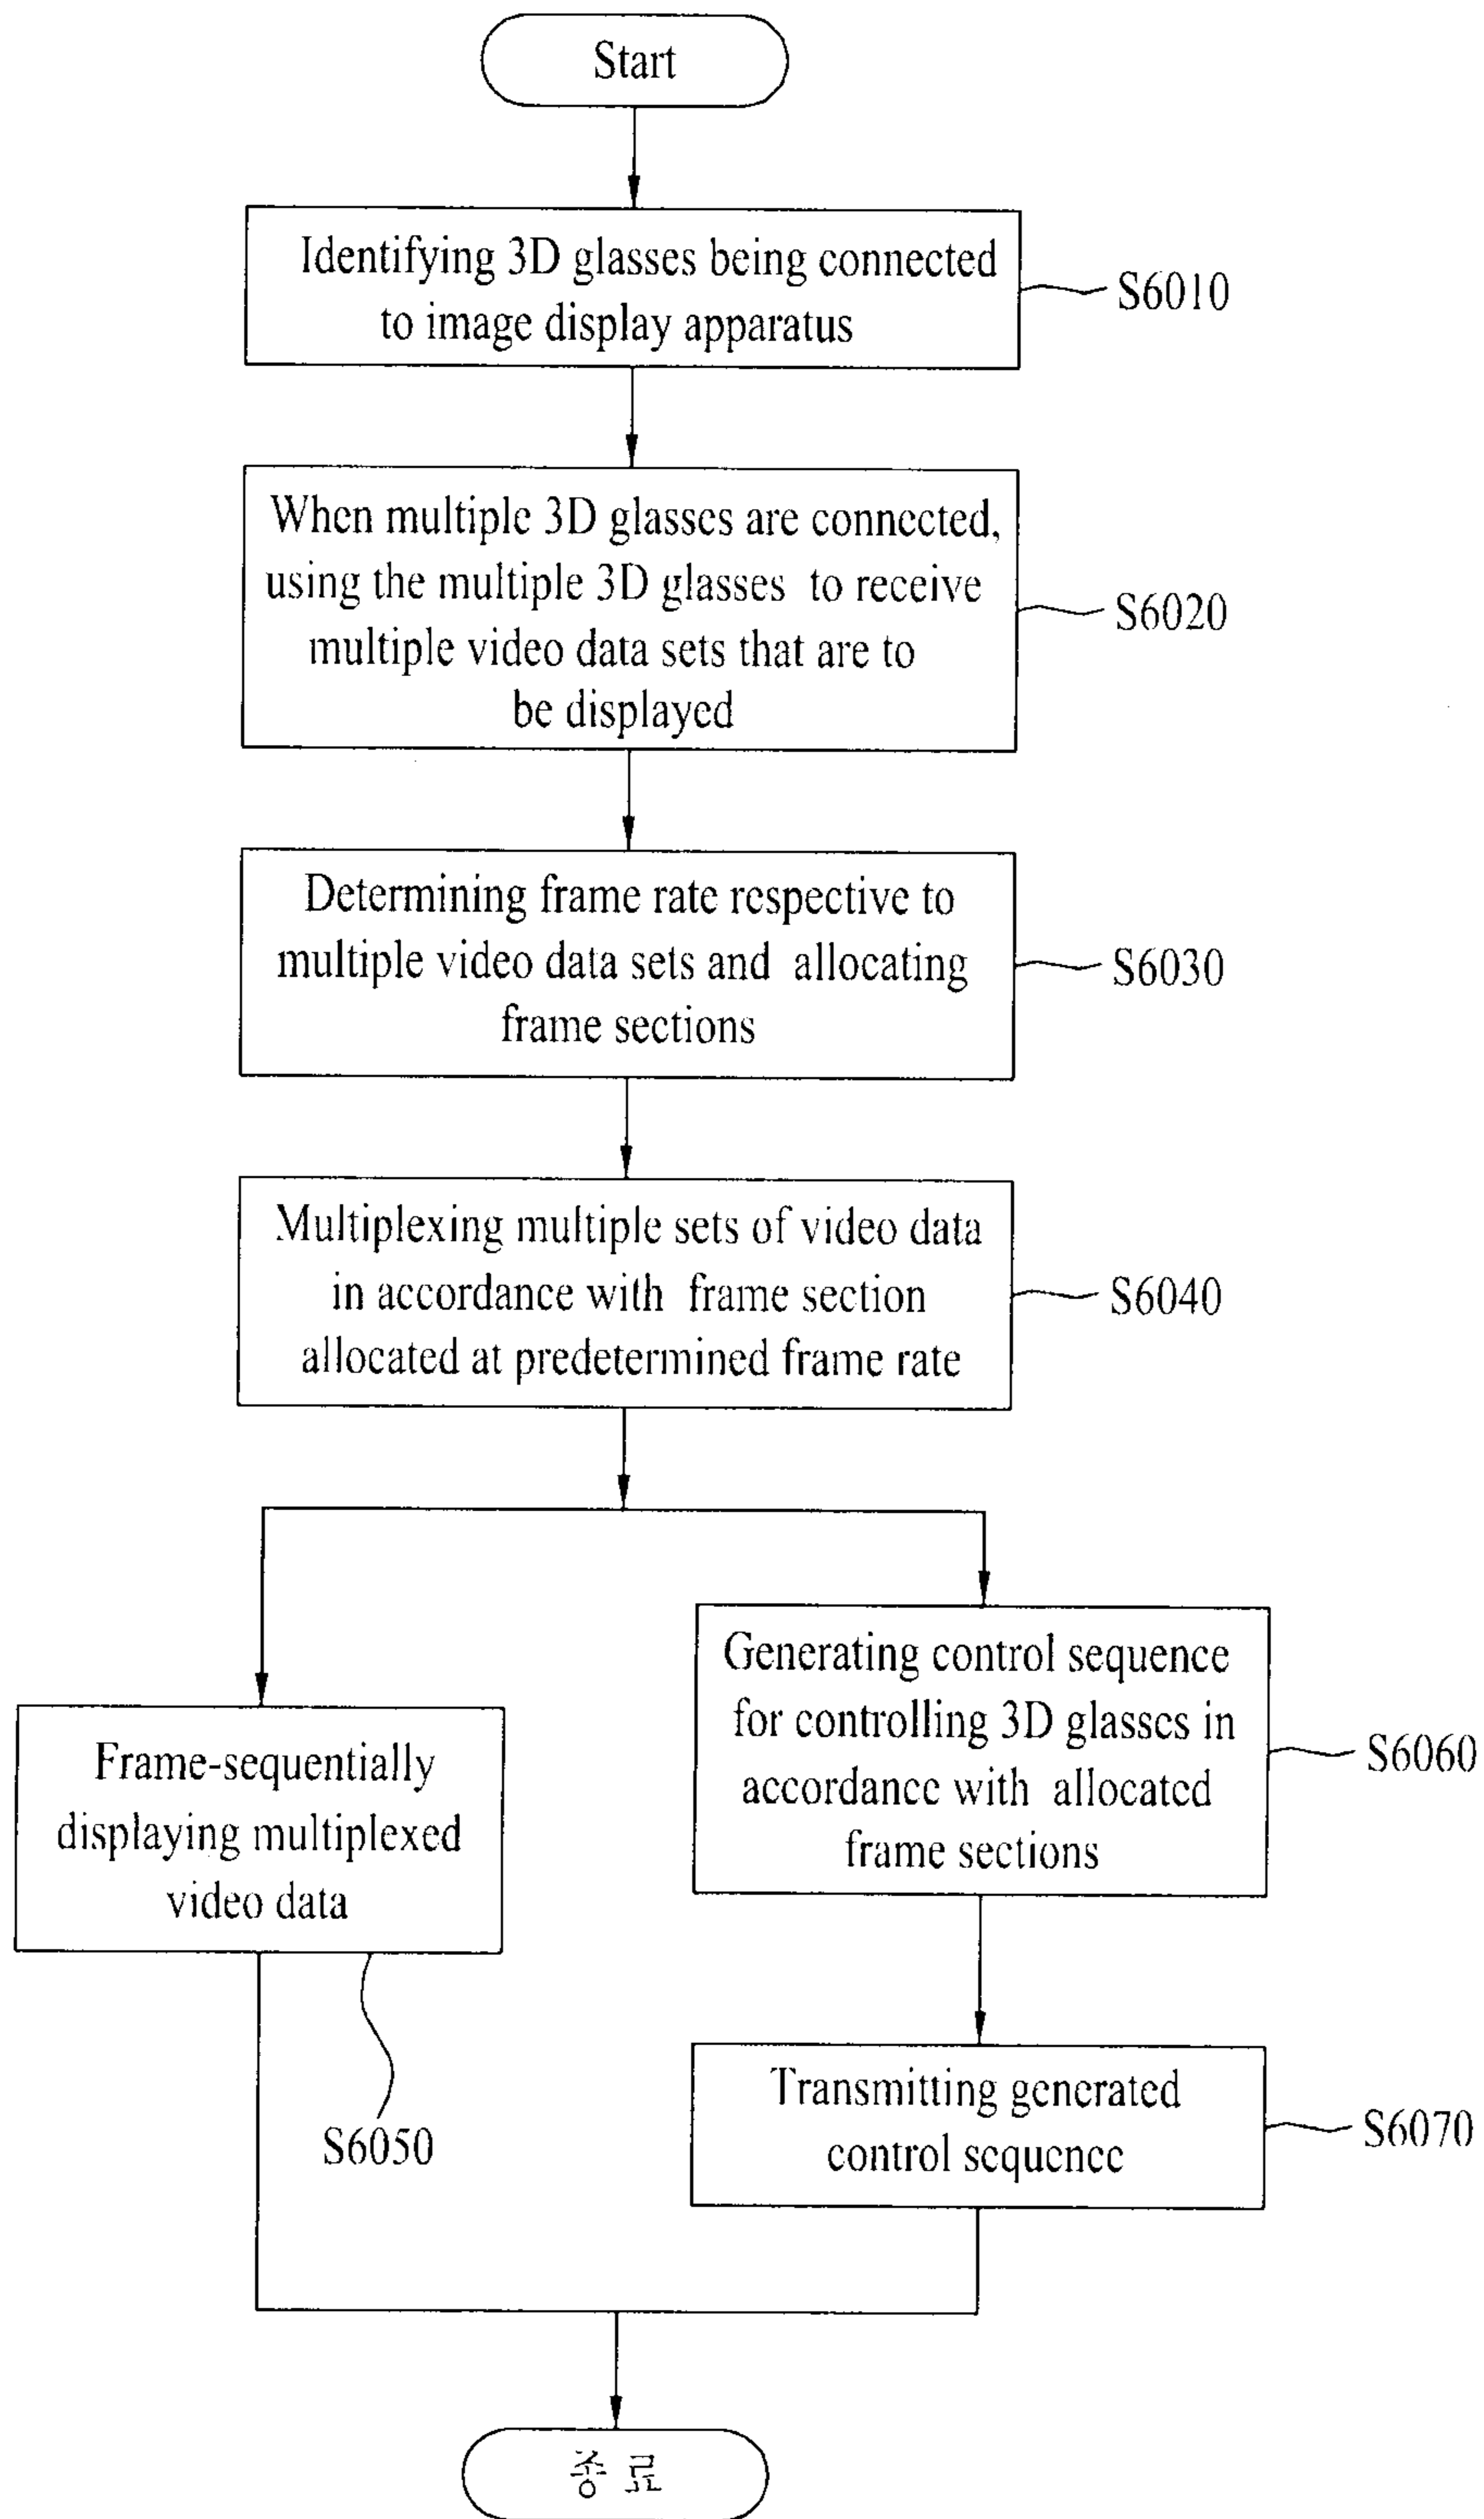 Start
Identifying 3D glasses being connected
to image display apparatus
S6010
When multiple 3D glasses are connected,
using the multiple 3D glasses to receive
multiple video data sets that are to
be displayed
S6020
Determining frame rate respective to
multiple video data sets and allocating
frame sections
S6030
Multiplexing multiple sets of video data
in accordance with frame section
allocated at predetermined frame rate
S6040
Frame-sequentially
displaying multiplexed
video data
S6050
Generating control sequence
for controlling 3D glasses in
accordance with allocated
frame sections
S6060
Transmitting generated
control sequence
S6070
종 료